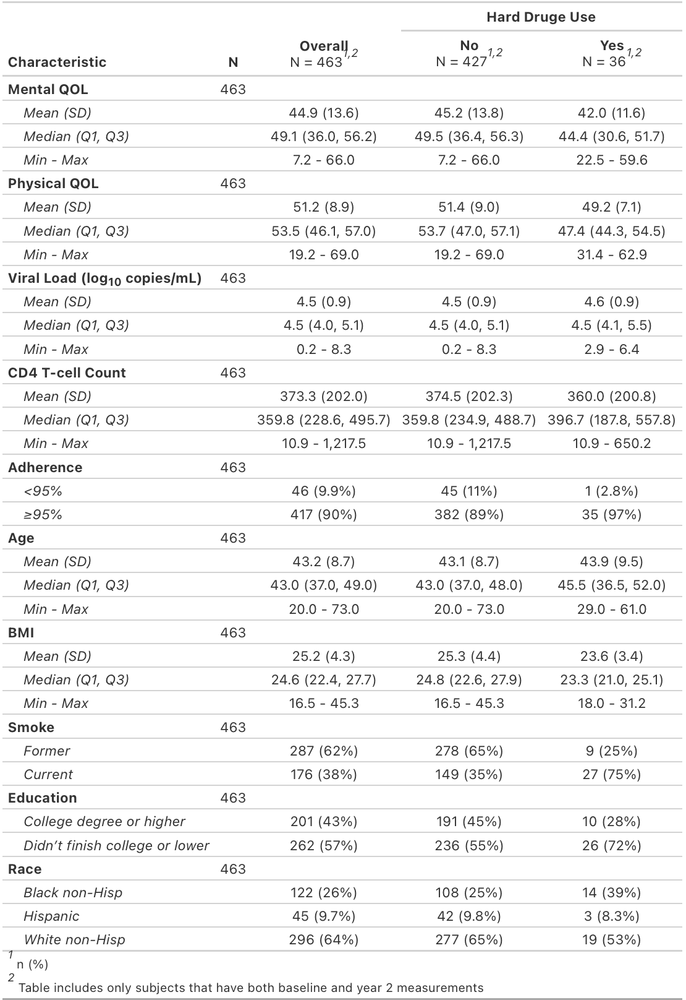 Hard Druge Use
Characteristic N Overall N = 463 1,2 No N = 427 1,2 Yes N = 36 1,2
Mental QOL 463
Mean (SD) 44.9 (13.6) 45.2 (13.8) 42.0 (11.6)
Median (Q1, Q3) 49.1 (36.0, 56.2) 49.5 (36.4, 56.3) 44.4 (30.6, 51.7)
Min - Max 7.2 - 66.0 7.2 - 66.0 22.5 - 59.6
Physical QOL 463
Mean (SD) 51.2 (8.9) 51.4 (9.0) 49.2 (7.1)
Median (Q1, Q3) 53.5 (46.1, 57.0) 53.7 (47.0, 57.1) 47.4 (44.3, 54.5)
Min - Max 19.2 - 69.0 19.2 - 69.0 31.4 - 62.9
Viral Load (log10 copies/mL) 463
Mean (SD) 4.5 (0.9) 4.5 (0.9) 4.6 (0.9)
Median (Q1, Q3) 4.5 (4.0, 5.1) 4.5 (4.0, 5.1) 4.5 (4.1, 5.5)
Min - Max 0.2 - 8.3 0.2 - 8.3 2.9 - 6.4
CD4 T-cell Count 463
Mean (SD) 373.3 (202.0) 374.5 (202.3) 360.0 (200.8)
Median (Q1, Q3) 359.8 (228.6, 495.7) 359.8 (234.9, 488.7) 396.7 (187.8, 557.8)
Min - Max 10.9 - 1,217.5 10.9 - 1,217.5 10.9 - 650.2
Adherence 463
<95% 46 (9.9%) 45 (11%) 1 (2.8%)
≥95% 417 (90%) 382 (89%) 35 (97%)
Age 463
Mean (SD) 43.2 (8.7) 43.1 (8.7) 43.9 (9.5)
Median (Q1, Q3) 43.0 (37.0, 49.0) 43.0 (37.0, 48.0) 45.5 (36.5, 52.0)
Min - Max 20.0 - 73.0 20.0 - 73.0 29.0 - 61.0
BMI 463
Mean (SD) 25.2 (4.3) 25.3 (4.4) 23.6 (3.4)
Median (Q1, Q3) 24.6 (22.4, 27.7) 24.8 (22.6, 27.9) 23.3 (21.0, 25.1)
Min - Max 16.5 - 45.3 16.5 - 45.3 18.0 - 31.2
Smoke 463
Former 287 (62%) 278 (65%) 9 (25%)
Current 176 (38%) 149 (35%) 27 (75%)
Education 463
College degree or higher 201 (43%) 191 (45%) 10 (28%)
Didn’t finish college or lower 262 (57%) 236 (55%) 26 (72%)
Race 463
Black non-Hisp 122 (26%) 108 (25%) 14 (39%)
Hispanic 45 (9.7%) 42 (9.8%) 3 (8.3%)
White non-Hisp 296 (64%) 277 (65%) 19 (53%)
1 n (%)
2 Table includes only subjects that have both baseline and year 2 measurements